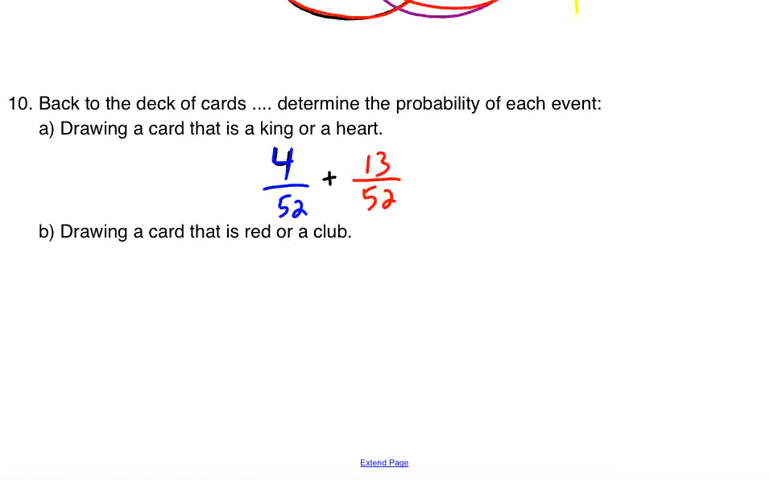 10. Back to the deck of cards .... determine the probability of each event:
a) Drawing a card that is a king or a heart.
4/52 + 13/52
b) Drawing a card that is red or a club.
Extend Page